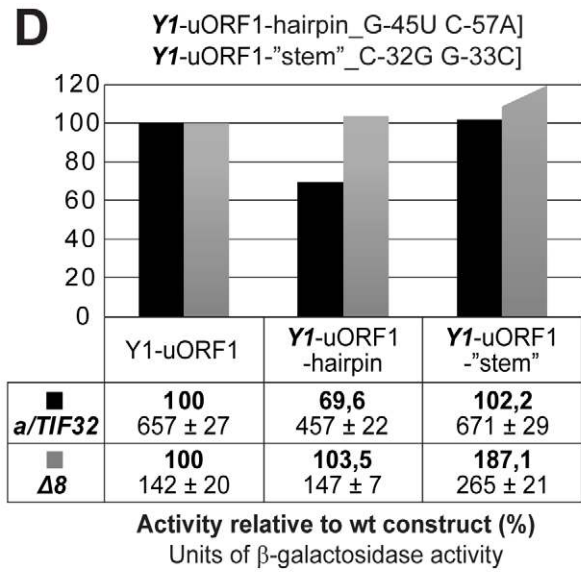 D
Y1-uORF1-hairpin_G-45U C-57A]
Y1-uORF1-”stem”_C-32G G-33C]
120
100
80
60
40
20
0
Y1-uORF1
Y1-uORF1
-hairpin
Y1-uORF1
-”stem”
a/TIF32
100
657 ± 27
69,6
457 ± 22
102,2
671 ± 29
Δ8
100
142 ± 20
103,5
147 ± 7
187,1
265 ± 21
Activity relative to wt construct (%)
Units of β-galactosidase activity